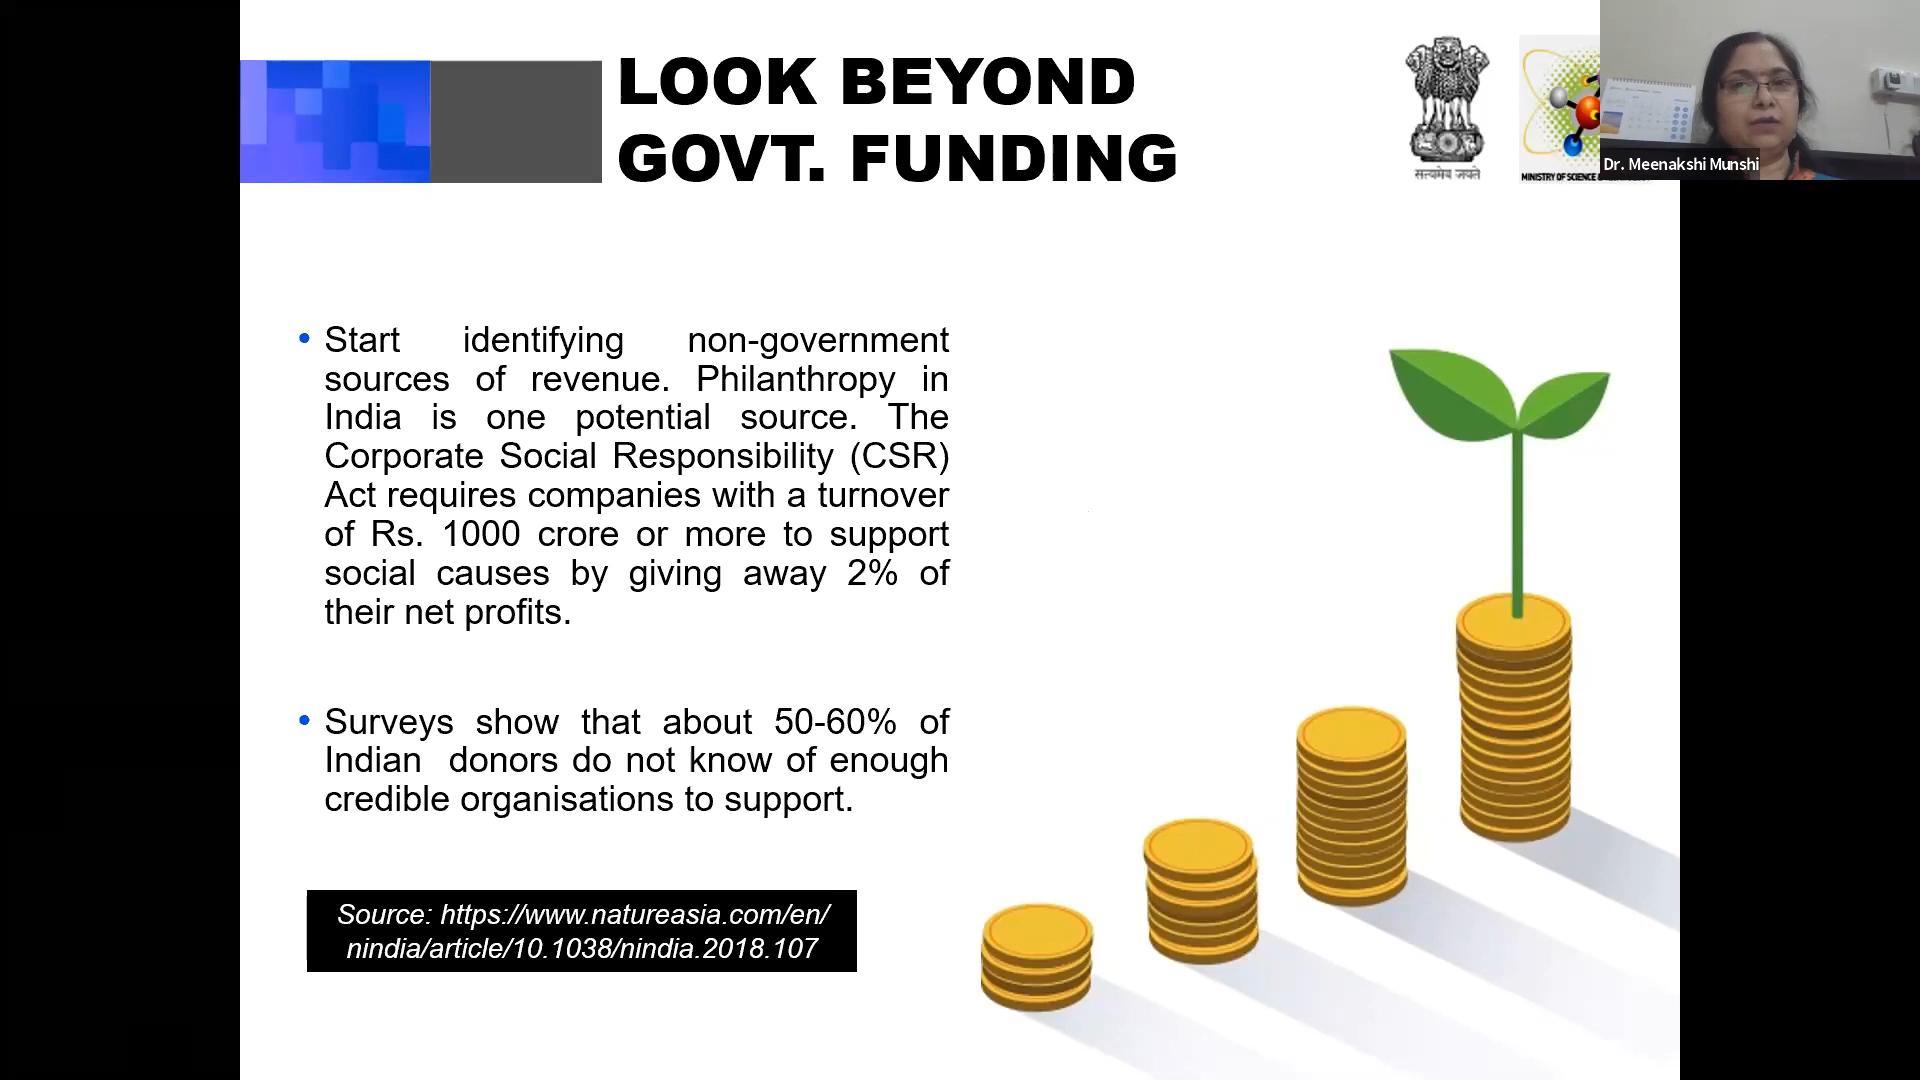 LOOK BEYOND
GOVT. FUNDING
सत्यमेव जयते
MINISTRY OF SCIENCE
Dr. Meenakshi Munshi
• Start identifying non-government
sources of revenue. Philanthropy in
India is one potential source. The
Corporate Social Responsibility (CSR)
Act requires companies with a turnover
of Rs. 1000 crore or more to support
social causes by giving away 2% of
their net profits.
• Surveys show that about 50-60% of
Indian donors do not know of enough
credible organisations to support.
Source: https://www.natureasia.com/en/
nindia/article/10.1038/nindia.2018.107